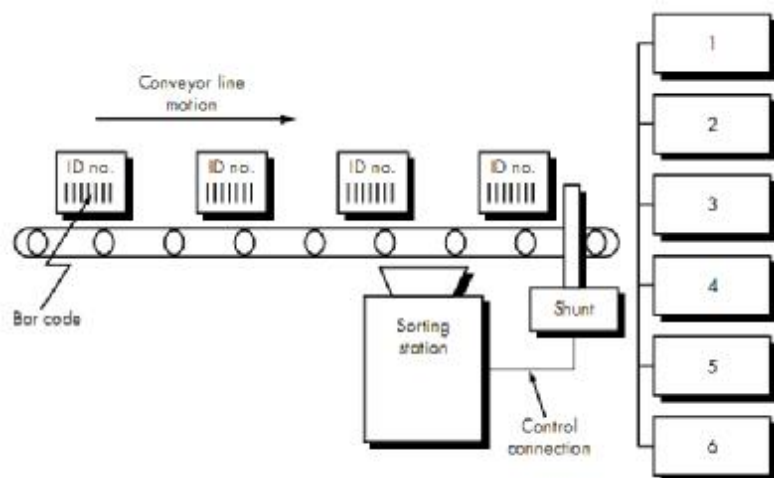 Conveyor line
motion
ID no.
ID no.
ID no.
ID no.
Bar code
Sorting
station
Shunt
Control
connection
1
2
3
4
5
6